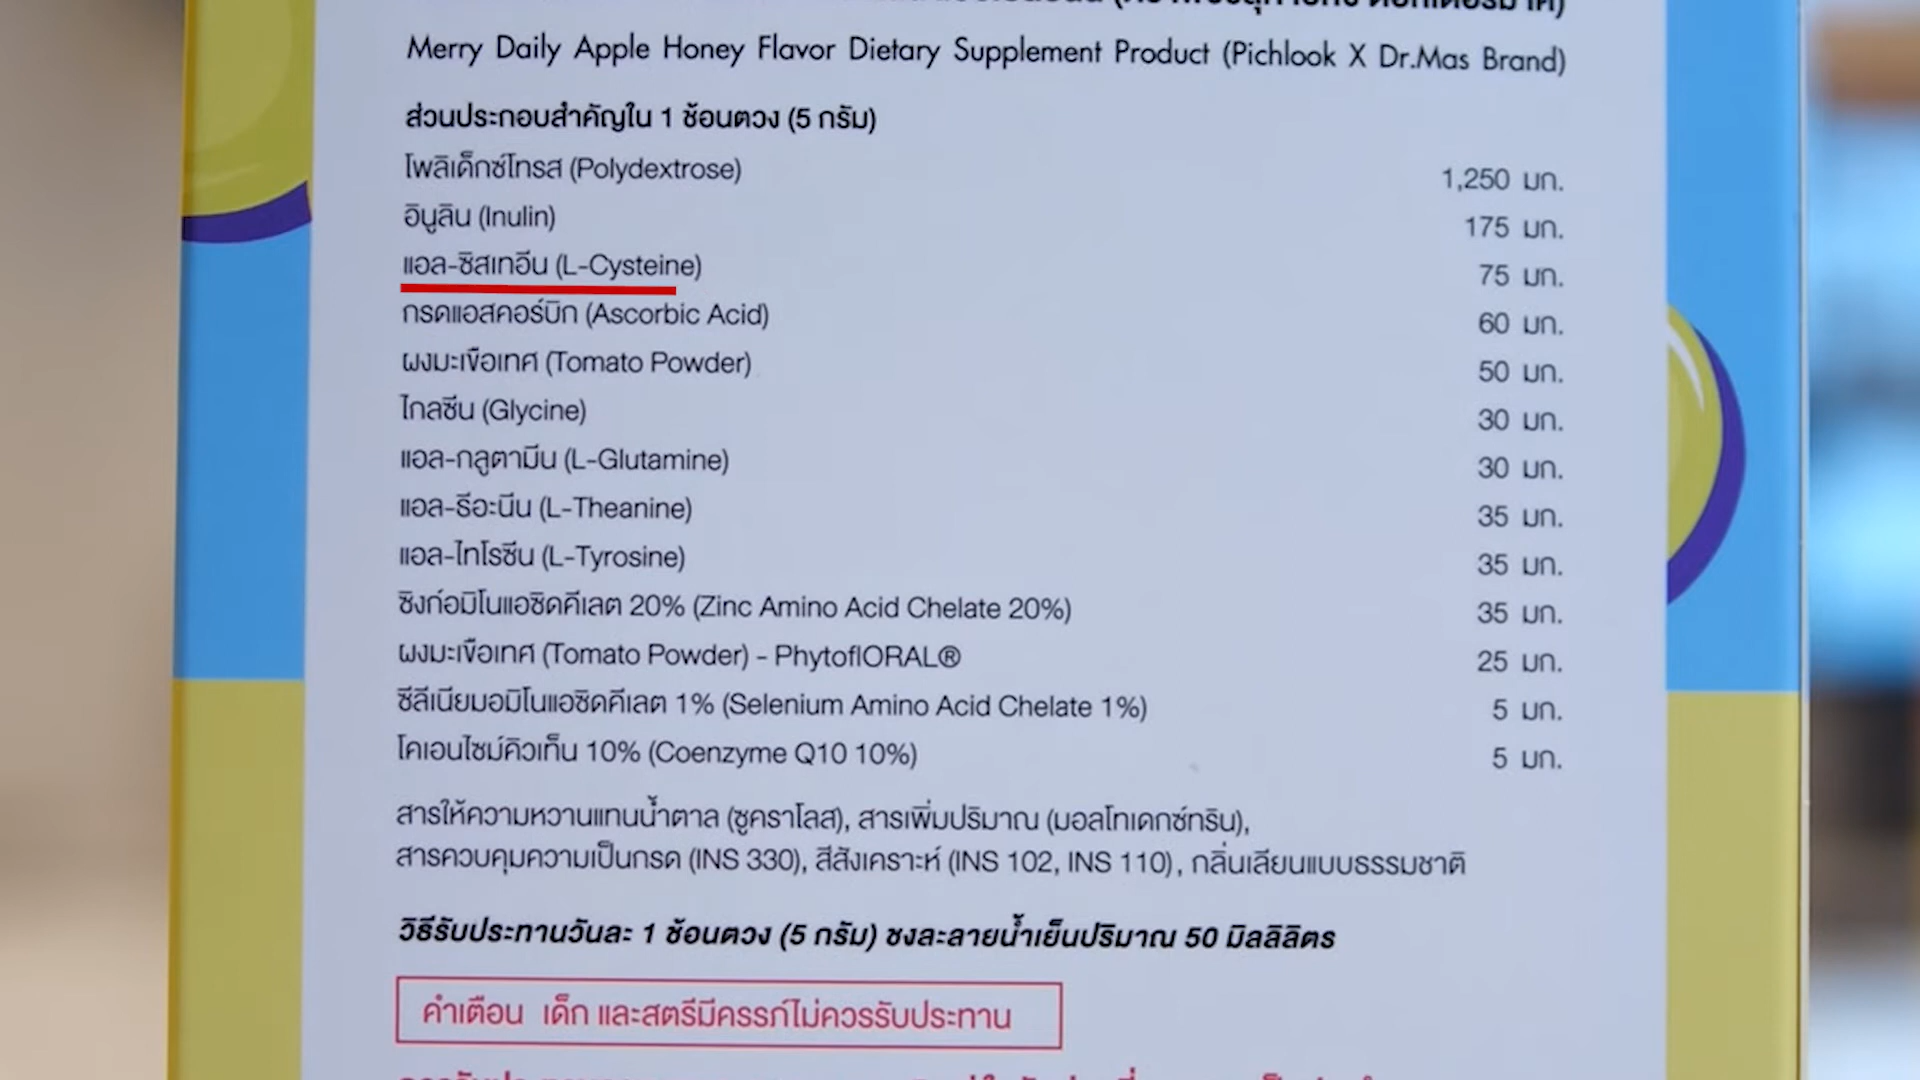 Merry Daily Apple Honey Flavor Dietary Supplement Product (Pichlook X Dr.Mas Brand)
ส่วนประกอบสำคัญใน 1 ช้อนตวง (5 กรัม)
โพลิเด็กซ์โทรส (Polydextrose) 1,250 มก.
อินูลิน (Inulin) 175 มก.
แอล-ซิสเทอีน (L-Cysteine) 75 มก.
กรดแอสคอร์บิก (Ascorbic Acid) 60 มก.
ผงมะเขือเทศ (Tomato Powder) 50 มก.
ไกลซีน (Glycine) 30 มก.
แอล-กลูตามีน (L-Glutamine) 30 มก.
แอล-ธีอะนีน (L-Theanine) 35 มก.
แอล-ไทโรซีน (L-Tyrosine) 35 มก.
ซิงก์อมิโนแอซิดคีเลต 20% (Zinc Amino Acid Chelate 20%) 35 มก.
ผงมะเขือเทศ (Tomato Powder) - PhytoflORAL® 25 มก.
ซีลีเนียมอมิโนแอซิดคีเลต 1% (Selenium Amino Acid Chelate 1%) 5 มก.
โคเอนไซม์คิวเท็น 10% (Coenzyme Q10 10%) 5 มก.
สารให้ความหวานแทนน้ำตาล (ซูคราโลส), สารเพิ่มปริมาณ (มอลโทเดกซ์ทริน),
สารควบคุมความเป็นกรด (INS 330), สีสังเคราะห์ (INS 102, INS 110), กลิ่นเลียนแบบธรรมชาติ
วิธีรับประทานวันละ 1 ช้อนตวง (5 กรัม) ชงละลายน้ำเย็นปริมาณ 50 มิลลิลิตร
คำเตือน เด็ก และสตรีมีครรภ์ไม่ควรรับประทาน